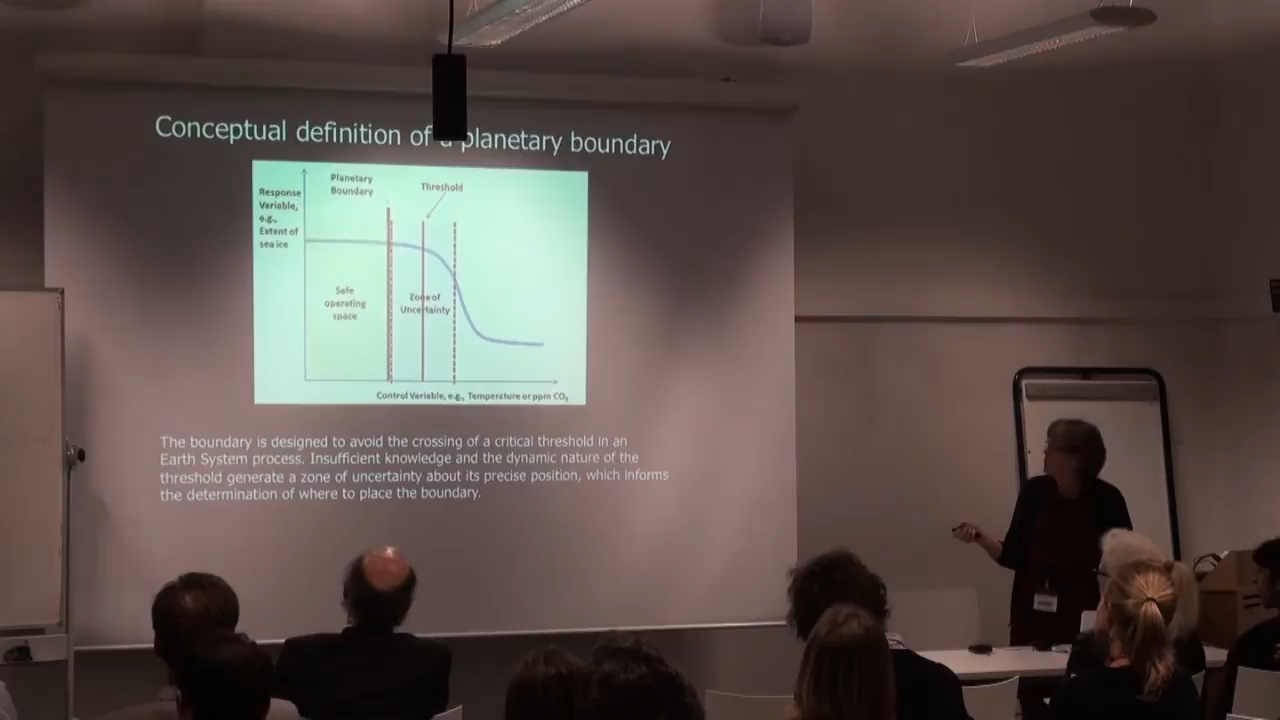 Conceptual definition of a planetary boundary
Planetary
Boundary
Threshold
Response
Variable,
e.g.,
Extent of
sea ice
Safe
operating
space
Zone of
Uncertainty
Control Variable, e.g., Temperature or ppm CO₂
The boundary is designed to avoid the crossing of a critical threshold in an
Earth System process. Insufficient knowledge and the dynamic nature of the
threshold generate a zone of uncertainty about its precise position, which informs
the determination of where to place the boundary.